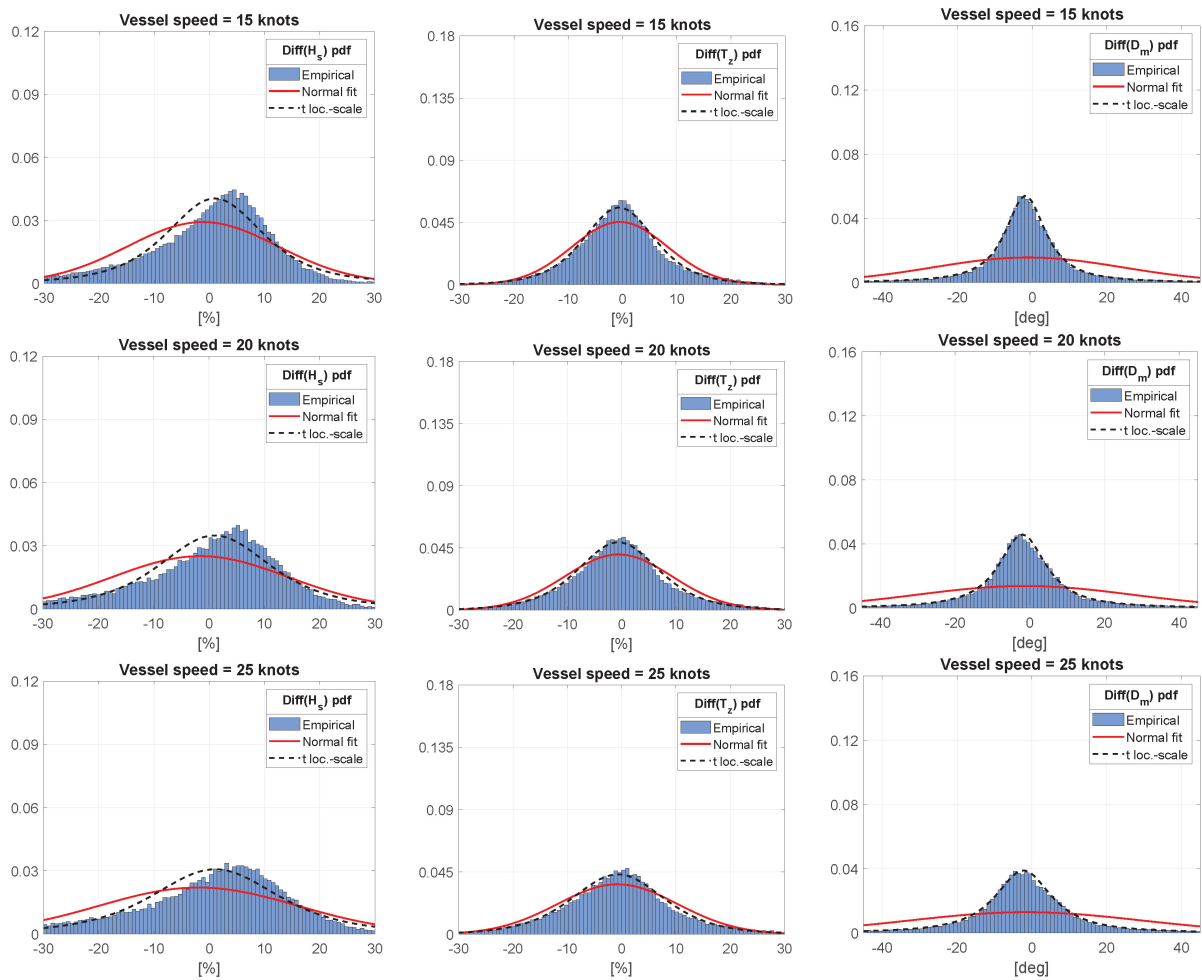 Vessel speed = 15 knots
0.12
0.09
0.06
0.03
0
-30 -20 -10 0 10 20 30
[%]
Diff(H_s) pdf
Empirical
Normal fit
t loc.-scale
Vessel speed = 15 knots
0.18
0.135
0.09
0.045
0
-30 -20 -10 0 10 20 30
[%]
Diff(T_z) pdf
Empirical
Normal fit
t loc.-scale
Vessel speed = 15 knots
0.16
0.12
0.08
0.04
0
-40 -20 0 20 40
[deg]
Diff(D_m) pdf
Empirical
Normal fit
t loc.-scale
Vessel speed = 20 knots
0.12
0.09
0.06
0.03
0
-30 -20 -10 0 10 20 30
[%]
Diff(H_s) pdf
Empirical
Normal fit
t loc.-scale
Vessel speed = 20 knots
0.18
0.135
0.09
0.045
0
-30 -20 -10 0 10 20 30
[%]
Diff(T_z) pdf
Empirical
Normal fit
t loc.-scale
Vessel speed = 20 knots
0.16
0.12
0.08
0.04
0
-40 -20 0 20 40
[deg]
Diff(D_m) pdf
Empirical
Normal fit
t loc.-scale
Vessel speed = 25 knots
0.12
0.09
0.06
0.03
0
-30 -20 -10 0 10 20 30
[%]
Diff(H_s) pdf
Empirical
Normal fit
t loc.-scale
Vessel speed = 25 knots
0.18
0.135
0.09
0.045
0
-30 -20 -10 0 10 20 30
[%]
Diff(T_z) pdf
Empirical
Normal fit
t loc.-scale
Vessel speed = 25 knots
0.16
0.12
0.08
0.04
0
-40 -20 0 20 40
[deg]
Diff(D_m) pdf
Empirical
Normal fit
t loc.-scale